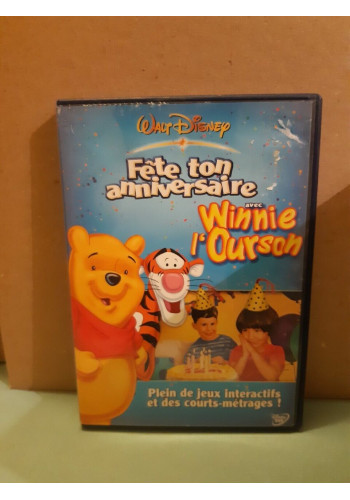 WALT DISNEY
Fête ton
anniversaire
avec
Winnie
l'Ourson
Plein de jeux interactifs
et des courts-métrages !